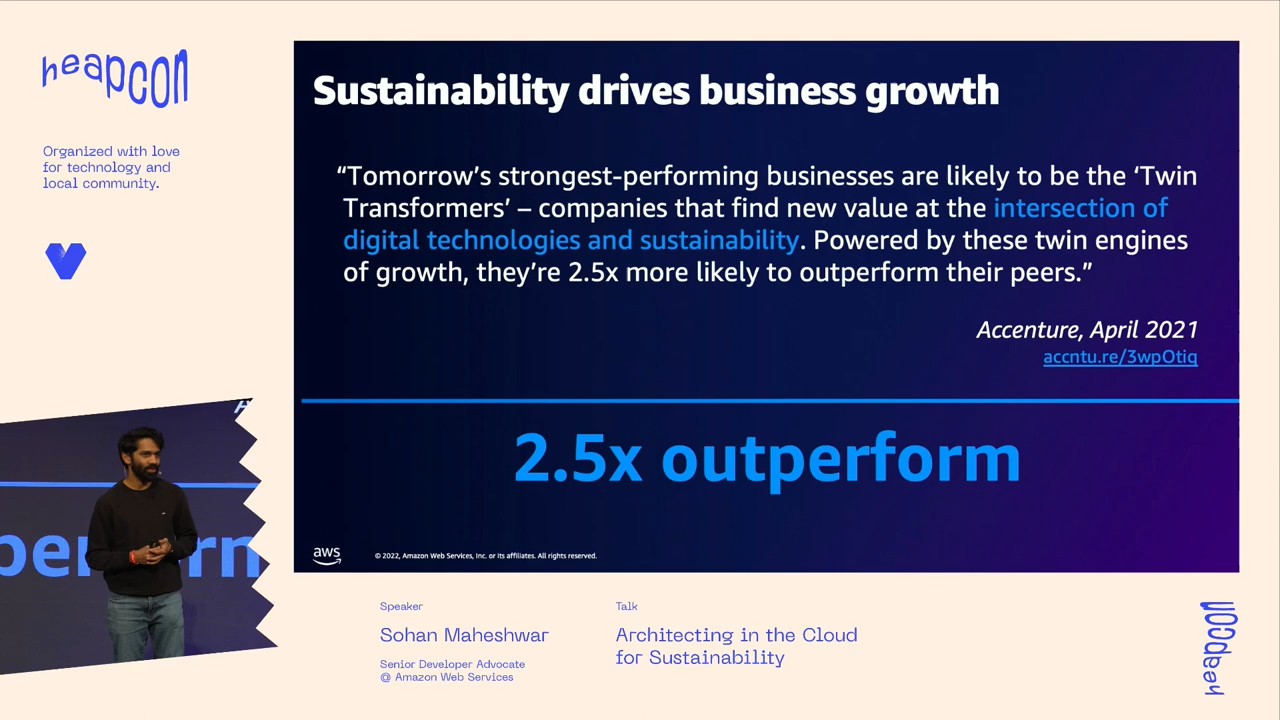 heapcon
Organized with love
for technology and
local community.
Sustainability drives business growth
“Tomorrow’s strongest-performing businesses are likely to be the ‘Twin
Transformers’ – companies that find new value at the intersection of
digital technologies and sustainability. Powered by these twin engines
of growth, they’re 2.5x more likely to outperform their peers.”
Accenture, April 2021
accntu.re/3wpOtiq
2.5x outperform
aws
© 2022, Amazon Web Services, Inc. or its affiliates. All rights reserved.
Speaker
Sohan Maheshwar
Senior Developer Advocate
@ Amazon Web Services
Talk
Architecting in the Cloud
for Sustainability
heapcon